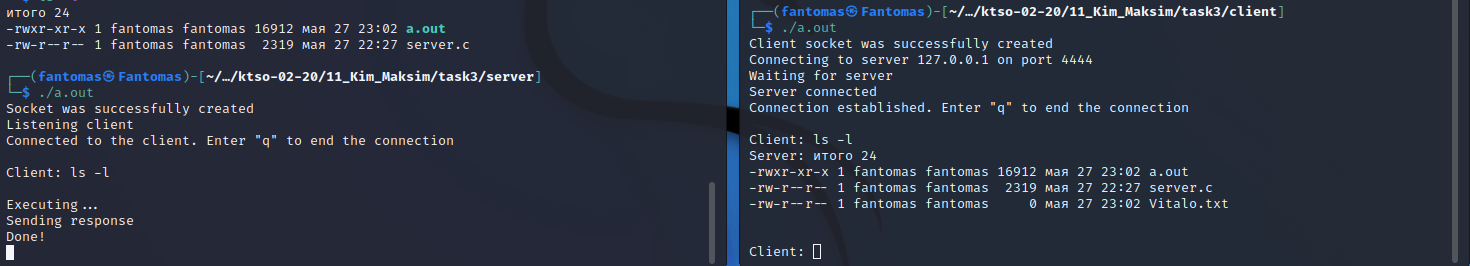 итого 24
-rwxr-xr-x 1 fantomas fantomas 16912 мая 27 23:02 a.out
-rw-r--r-- 1 fantomas fantomas  2319 мая 27 22:27 server.c
┌──(fantomas㉿Fantomas)-[~/…/ktso-02-20/11_Kim_Maksim/task3/server]
└─$ ./a.out
Socket was successfully created
Listening client
Connected to the client. Enter "q" to end the connection
Client: ls -l
Executing...
Sending response
Done!
┌──(fantomas㉿Fantomas)-[~/…/ktso-02-20/11_Kim_Maksim/task3/client]
└─$ ./a.out
Client socket was successfully created
Connecting to server 127.0.0.1 on port 4444
Waiting for server
Server connected
Connection established. Enter "q" to end the connection
Client: ls -l
Server: итого 24
-rwxr-xr-x 1 fantomas fantomas 16912 мая 27 23:02 a.out
-rw-r--r-- 1 fantomas fantomas  2319 мая 27 22:27 server.c
-rw-r--r-- 1 fantomas fantomas     0 мая 27 23:02 Vitalo.txt
Client: